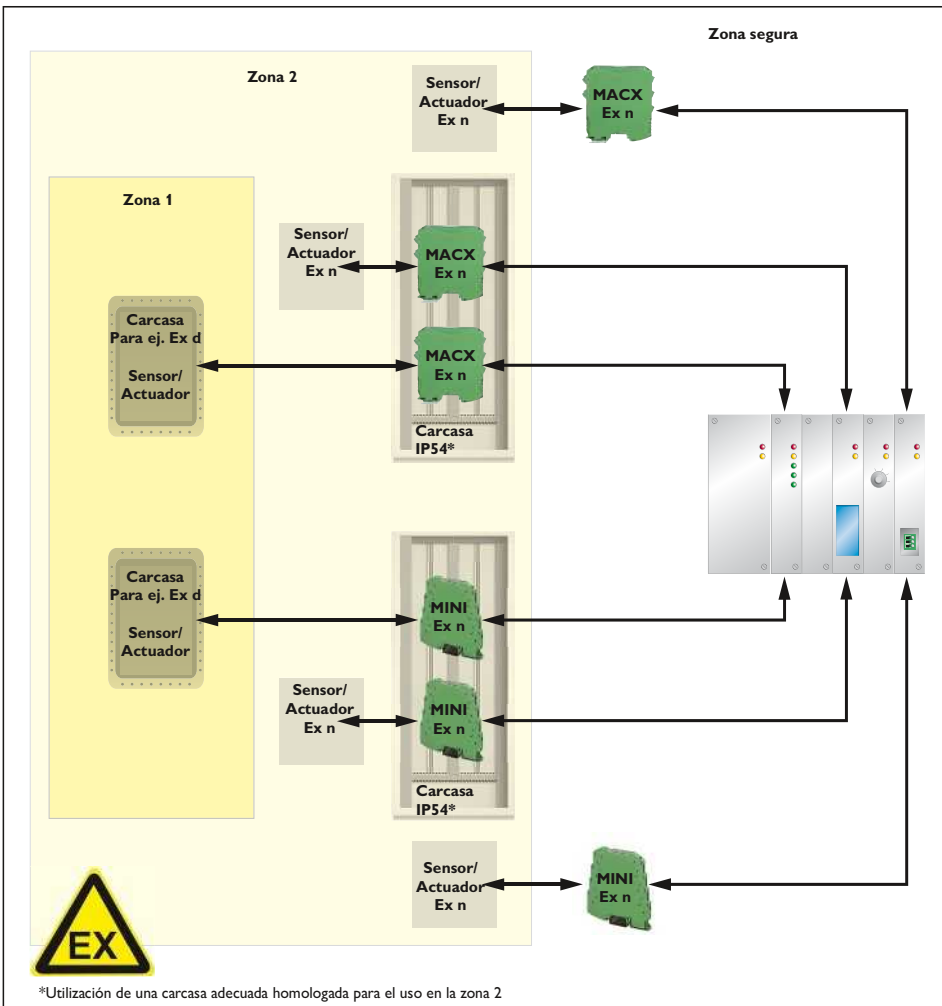 Zona segura
Zona 2
Sensor/
Actuador
Ex n
MACX
Ex n
Zona 1
Sensor/
Actuador
Ex n
MACX
Ex n
Carcasa
Para ej. Ex d
Sensor/
Actuador
MACX
Ex n
Carcasa
IP54*
Carcasa
Para ej. Ex d
Sensor/
Actuador
MINI
Ex n
Sensor/
Actuador
Ex n
MINI
Ex n
Carcasa
IP54*
Sensor/
Actuador
Ex n
MINI
Ex n
EX
*Utilización de una carcasa adecuada homologada para el uso en la zona 2